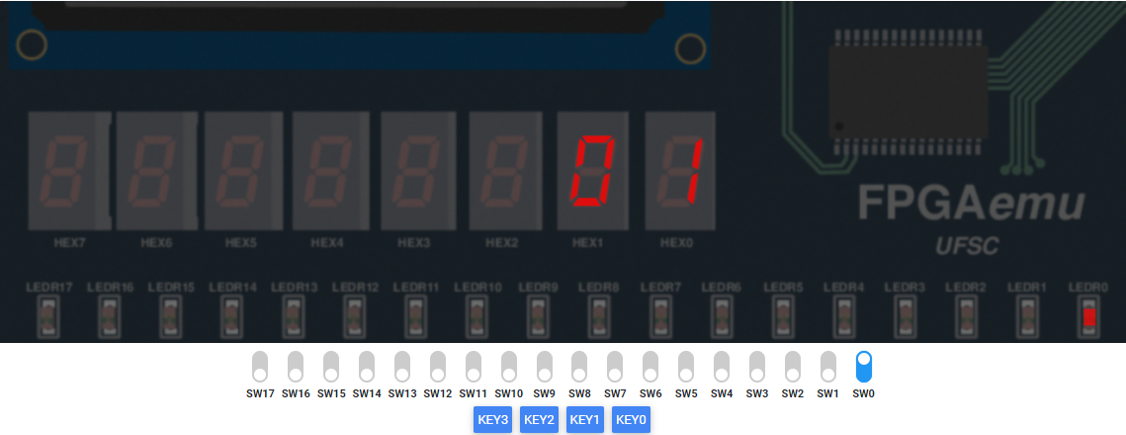 01
HEX7 HEX6 HEX5 HEX4 HEX3 HEX2 HEX1 HEX0
FPGAemu
UFSC
LEDR17 LEDR16 LEDR15 LEDR14 LEDR13 LEDR12 LEDR11 LEDR10 LEDR9 LEDR8 LEDR7 LEDR6 LEDR5 LEDR4 LEDR3 LEDR2 LEDR1 LEDR0
SW17 SW16 SW15 SW14 SW13 SW12 SW11 SW10 SW9 SW8 SW7 SW6 SW5 SW4 SW3 SW2 SW1 SW0
KEY3 KEY2 KEY1 KEY0